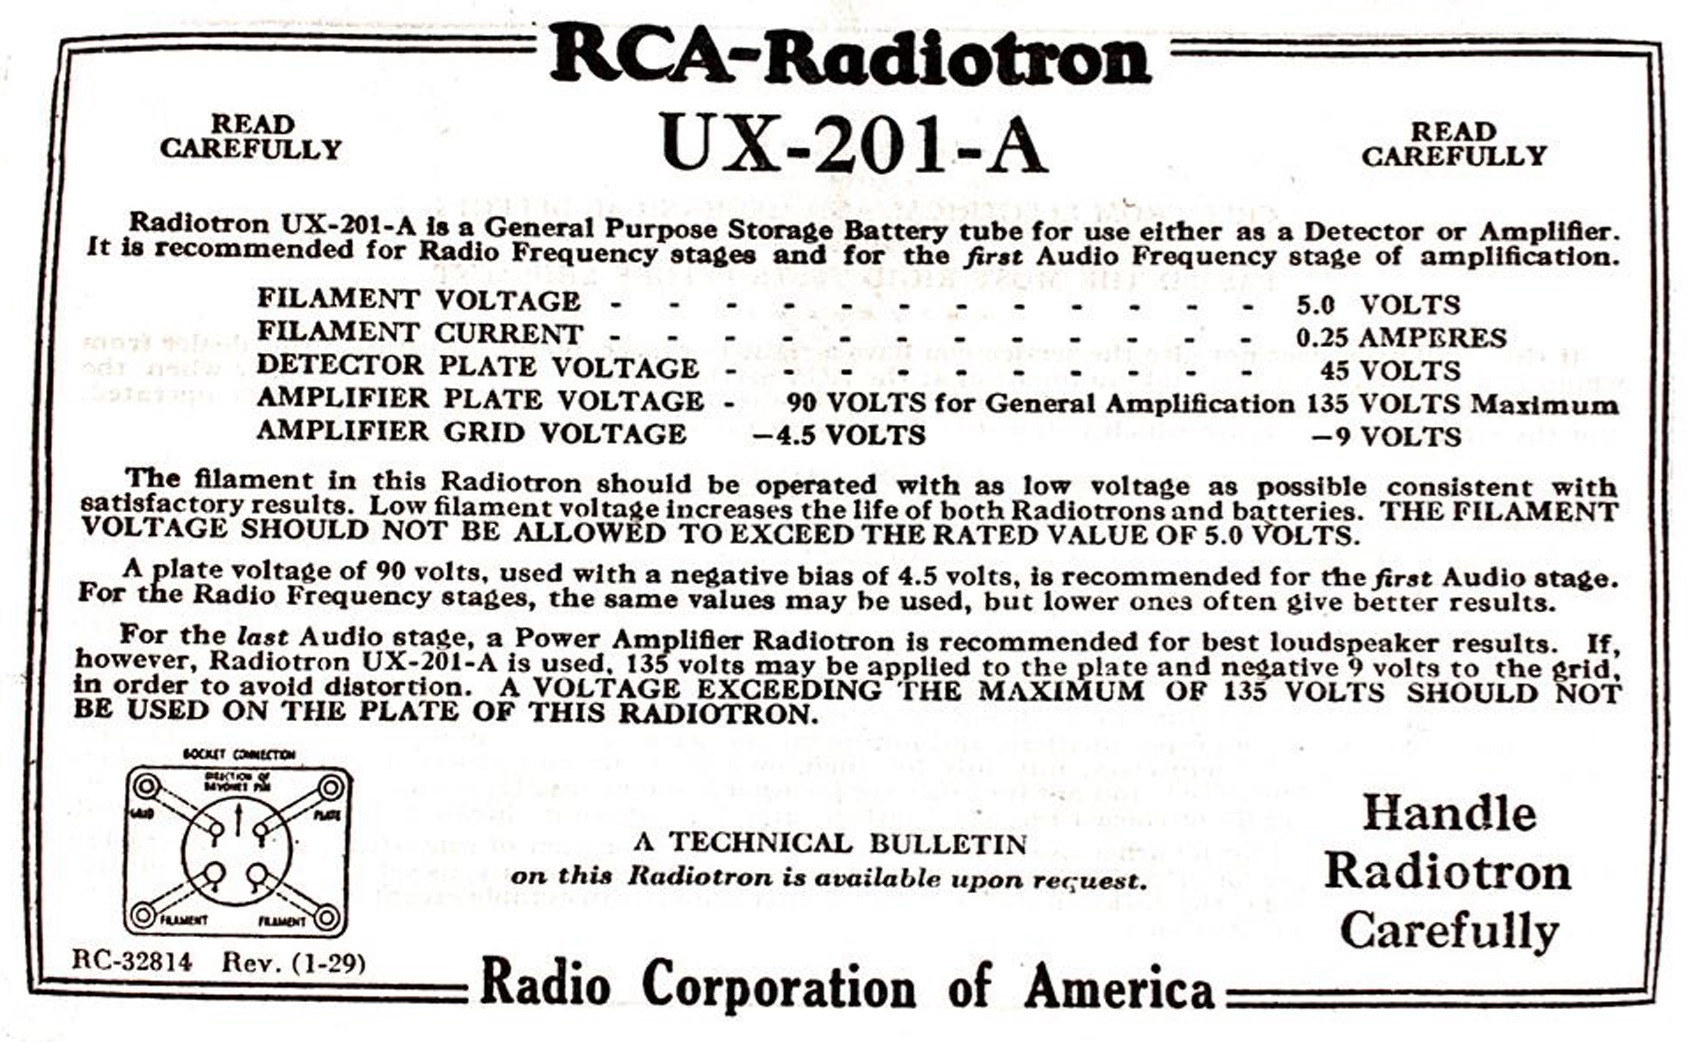 RCA-Radiotron
READ
CAREFULLY
UX-201-A
READ
CAREFULLY
Radiotron UX-201-A is a General Purpose Storage Battery tube for use either as a Detector or Amplifier.
It is recommended for Radio Frequency stages and for the first Audio Frequency stage of amplification.
FILAMENT VOLTAGE - - - - - - - - - - - - 5.0 VOLTS
FILAMENT CURRENT - - - - - - - - - - - - 0.25 AMPERES
DETECTOR PLATE VOLTAGE - - - - - - - - - - 45 VOLTS
AMPLIFIER PLATE VOLTAGE - 90 VOLTS for General Amplification 135 VOLTS Maximum
AMPLIFIER GRID VOLTAGE -4.5 VOLTS -9 VOLTS
The filament in this Radiotron should be operated with as low voltage as possible consistent with
satisfactory results. Low filament voltage increases the life of both Radiotrons and batteries. THE FILAMENT
VOLTAGE SHOULD NOT BE ALLOWED TO EXCEED THE RATED VALUE OF 5.0 VOLTS.
A plate voltage of 90 volts, used with a negative bias of 4.5 volts, is recommended for the first Audio stage.
For the Radio Frequency stages, the same values may be used, but lower ones often give better results.
For the last Audio stage, a Power Amplifier Radiotron is recommended for best loudspeaker results. If,
however, Radiotron UX-201-A is used, 135 volts may be applied to the plate and negative 9 volts to the grid,
in order to avoid distortion. A VOLTAGE EXCEEDING THE MAXIMUM OF 135 VOLTS SHOULD NOT
BE USED ON THE PLATE OF THIS RADIOTRON.
SOCKET CONNECTION
DIRECTION OF
BAYONET PIN
GRID
PLATE
FILAMENT
FILAMENT
A TECHNICAL BULLETIN
on this Radiotron is available upon request.
Handle
Radiotron
Carefully
RC-32814 Rev. (1-29)
Radio Corporation of America